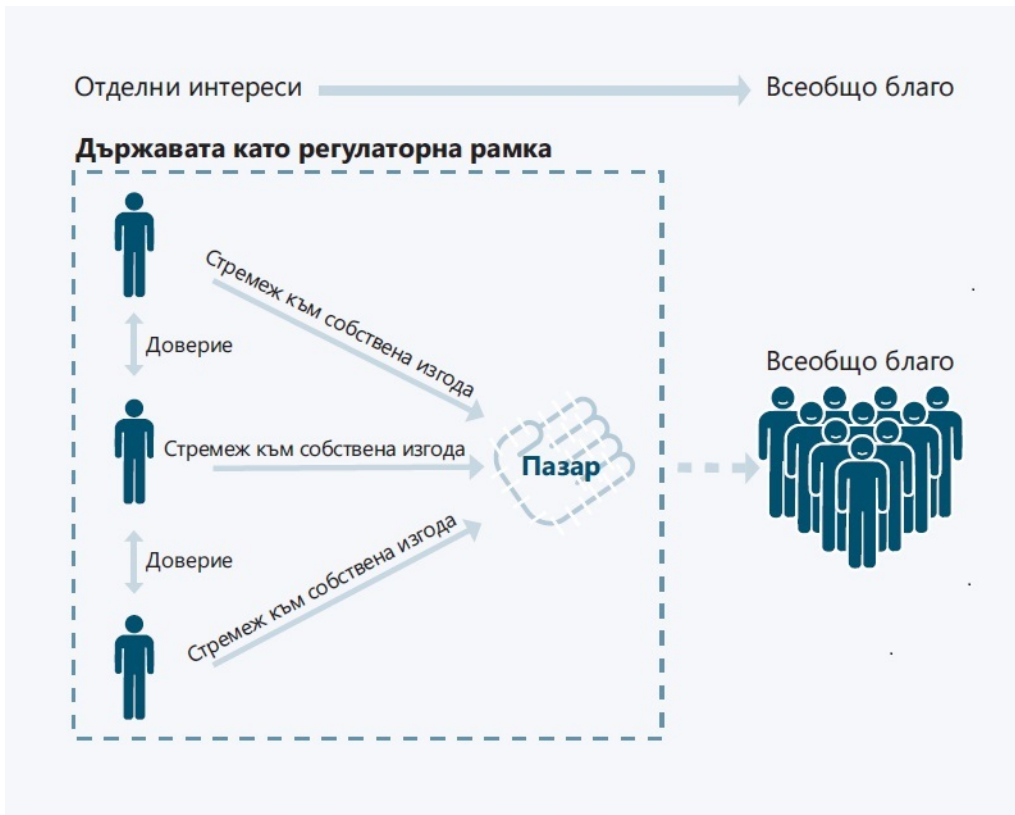 Отделни интереси
Всеобщо благо
Държавата като регулаторна рамка
Стремеж към собствена изгода
Доверие
Всеобщо благо
Стремеж към собствена изгода
Пазар
Стремеж към собствена изгода
Доверие